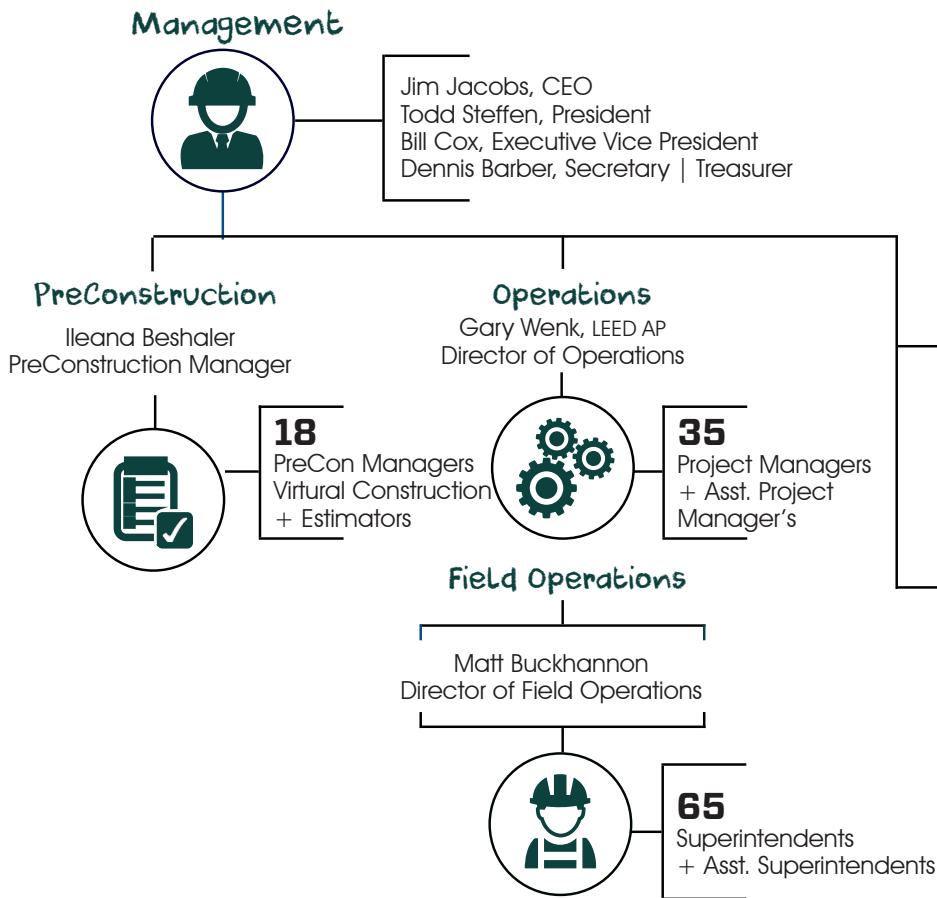 Management
Jim Jacobs, CEO
Todd Steffen, President
Bill Cox, Executive Vice President
Dennis Barber, Secretary | Treasurer
PreConstruction
Ileana Beshaler
PreConstruction Manager
18
PreCon Managers
Virtural Construction
+ Estimators
Operations
Gary Wenk, LEED AP
Director of Operations
35
Project Managers
+ Asst. Project
Manager's
Field Operations
Matt Buckhannon
Director of Field Operations
65
Superintendents
+ Asst. Superintendents